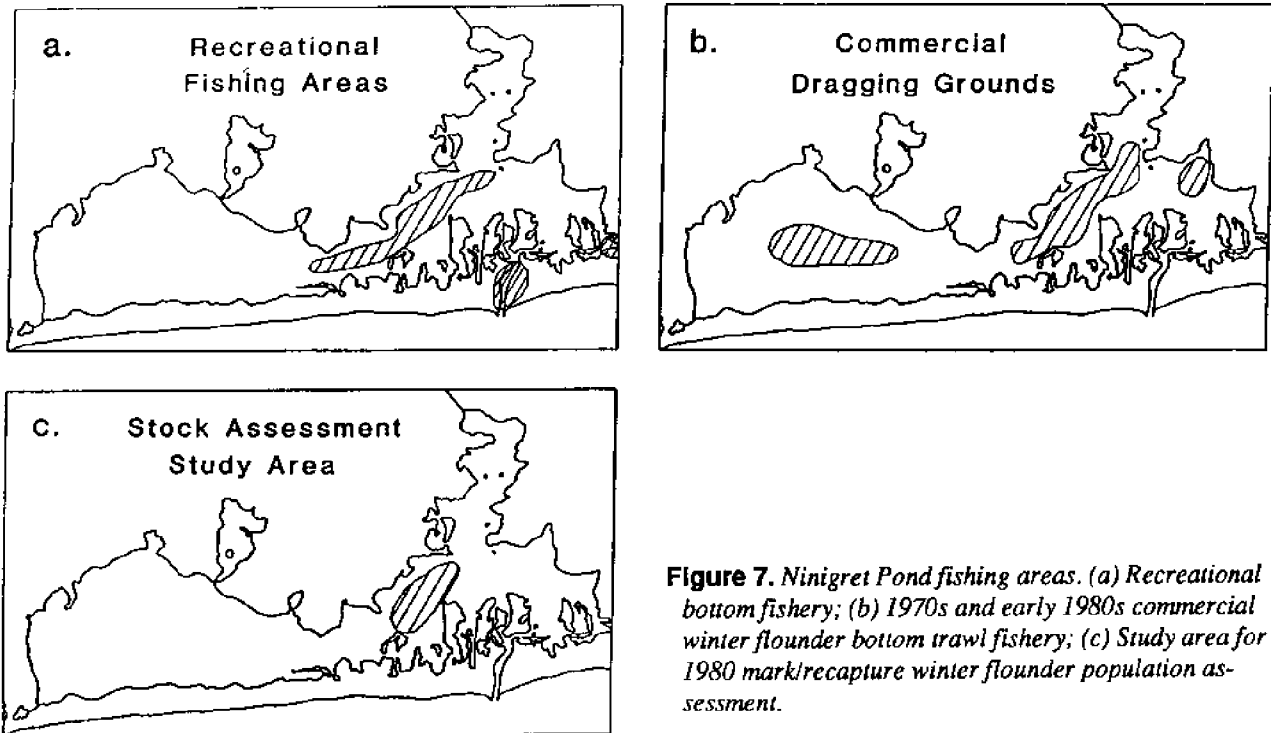 a. Recreational
Fishing Areas
b. Commercial
Dragging Grounds
c. Stock Assessment
Study Area
Figure 7. Ninigret Pond fishing areas. (a) Recreational
bottom fishery; (b) 1970s and early 1980s commercial
winter flounder bottom trawl fishery; (c) Study area for
1980 mark/recapture winter flounder population as-
sessment.